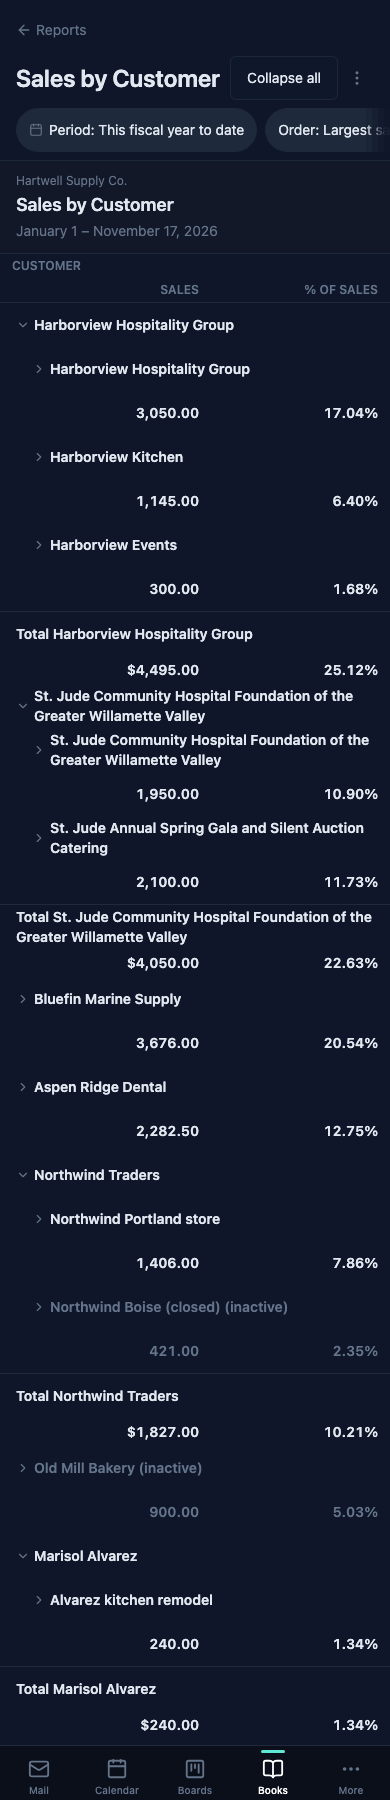 Reports
Sales by Customer
Collapse all
Period: This fiscal year to date
Order: Largest
Hartwell Supply Co.
Sales by Customer
January 1 – November 17, 2026
CUSTOMER
SALES % OF SALES
Harborview Hospitality Group
Harborview Hospitality Group
3,050.00 17.04%
Harborview Kitchen
1,145.00 6.40%
Harborview Events
300.00 1.68%
Total Harborview Hospitality Group
$4,495.00 25.12%
St. Jude Community Hospital Foundation of the
Greater Willamette Valley
St. Jude Community Hospital Foundation of the
Greater Willamette Valley
1,950.00 10.90%
St. Jude Annual Spring Gala and Silent Auction
Catering
2,100.00 11.73%
Total St. Jude Community Hospital Foundation of the
Greater Willamette Valley
$4,050.00 22.63%
Bluefin Marine Supply
3,676.00 20.54%
Aspen Ridge Dental
2,282.50 12.75%
Northwind Traders
Northwind Portland store
1,406.00 7.86%
Northwind Boise (closed) (inactive)
421.00 2.35%
Total Northwind Traders
$1,827.00 10.21%
Old Mill Bakery (inactive)
900.00 5.03%
Marisol Alvarez
Alvarez kitchen remodel
240.00 1.34%
Total Marisol Alvarez
$240.00 1.34%
Mail Calendar Boards Books More